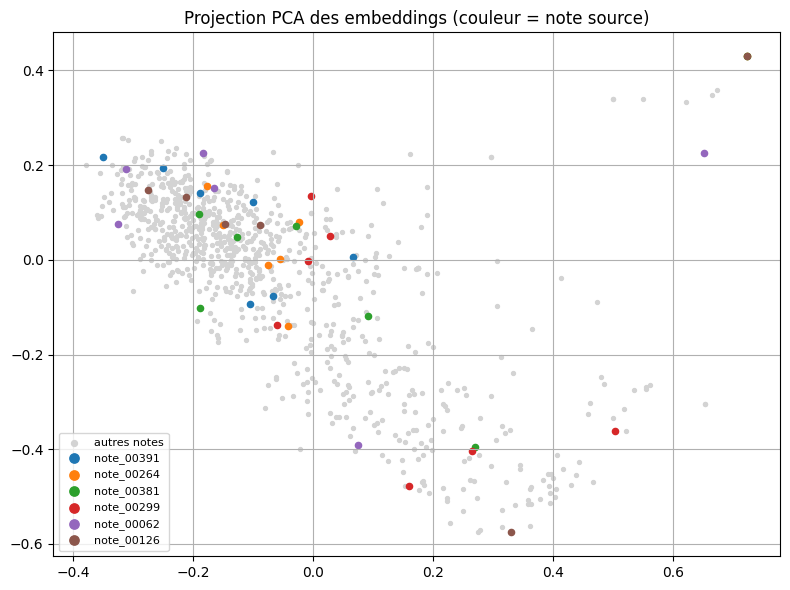 Projection PCA des embeddings (couleur = note source)
0.4
0.2
0.0
−0.2
−0.4
−0.6
autres notes
note_00391
note_00264
note_00381
note_00299
note_00062
note_00126
−0.4 −0.2 0.0 0.2 0.4 0.6